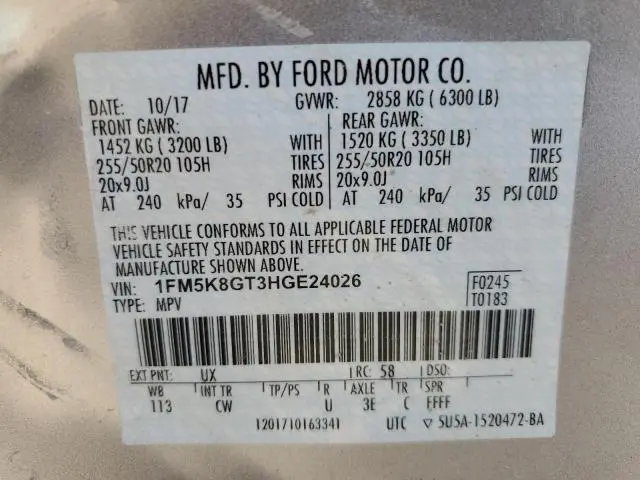 MFD. BY FORD MOTOR CO.
DATE: 10/17 GVWR: 2858 KG ( 6300 LB)
FRONT GAWR: REAR GAWR:
1452 KG ( 3200 LB) WITH 1520 KG ( 3350 LB) WITH
255/50R20 105H TIRES 255/50R20 105H TIRES
20x9.0J RIMS 20x9.0J RIMS
AT 240 kPa/ 35 PSI COLD AT 240 kPa/ 35 PSI COLD
THIS VEHICLE CONFORMS TO ALL APPLICABLE FEDERAL MOTOR
VEHICLE SAFETY STANDARDS IN EFFECT ON THE DATE OF
MANUFACTURE SHOWN ABOVE.
VIN: 1FM5K8GT3HGE24026 F0245
TYPE: MPV T0183
EXT PNT: UX RC: 58 DSO:
WB INT TR TP/PS R AXLE TR SPR
113 CW U 3E C FFFF
1201710163341 UTC ▽ 5U5A-1520472-BA